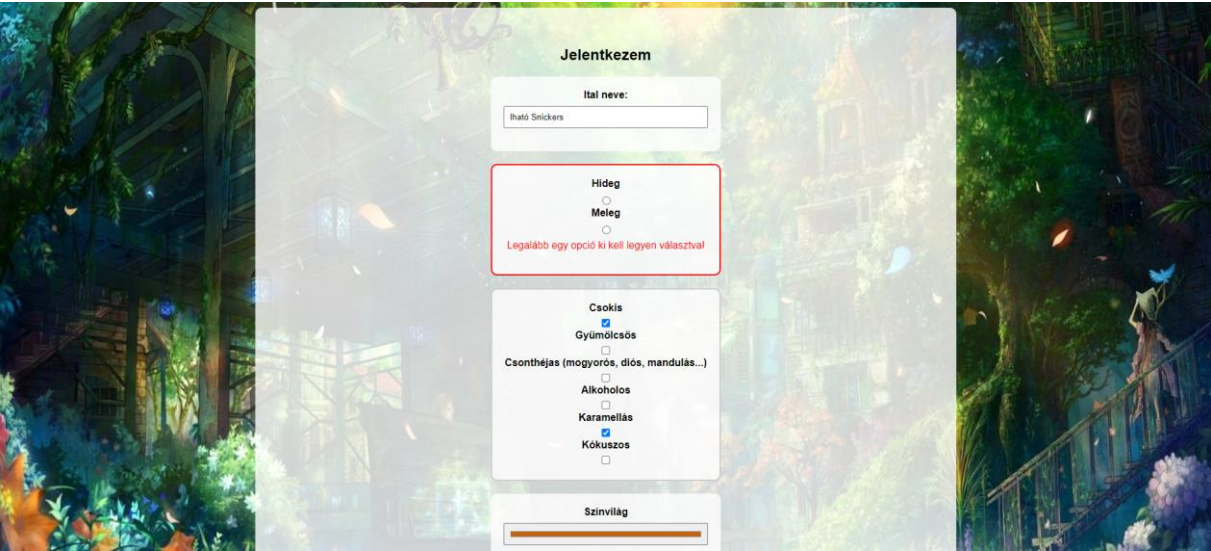 Jelentkezem
Ital neve:
Iható Snickers
Hideg
Meleg
Legalább egy opció ki kell legyen választva!
Csokis
Gyümölcsös
Csonthéjas (mogyorós, diós, mandulás...)
Alkoholos
Karamellás
Kókuszos
Színvilág